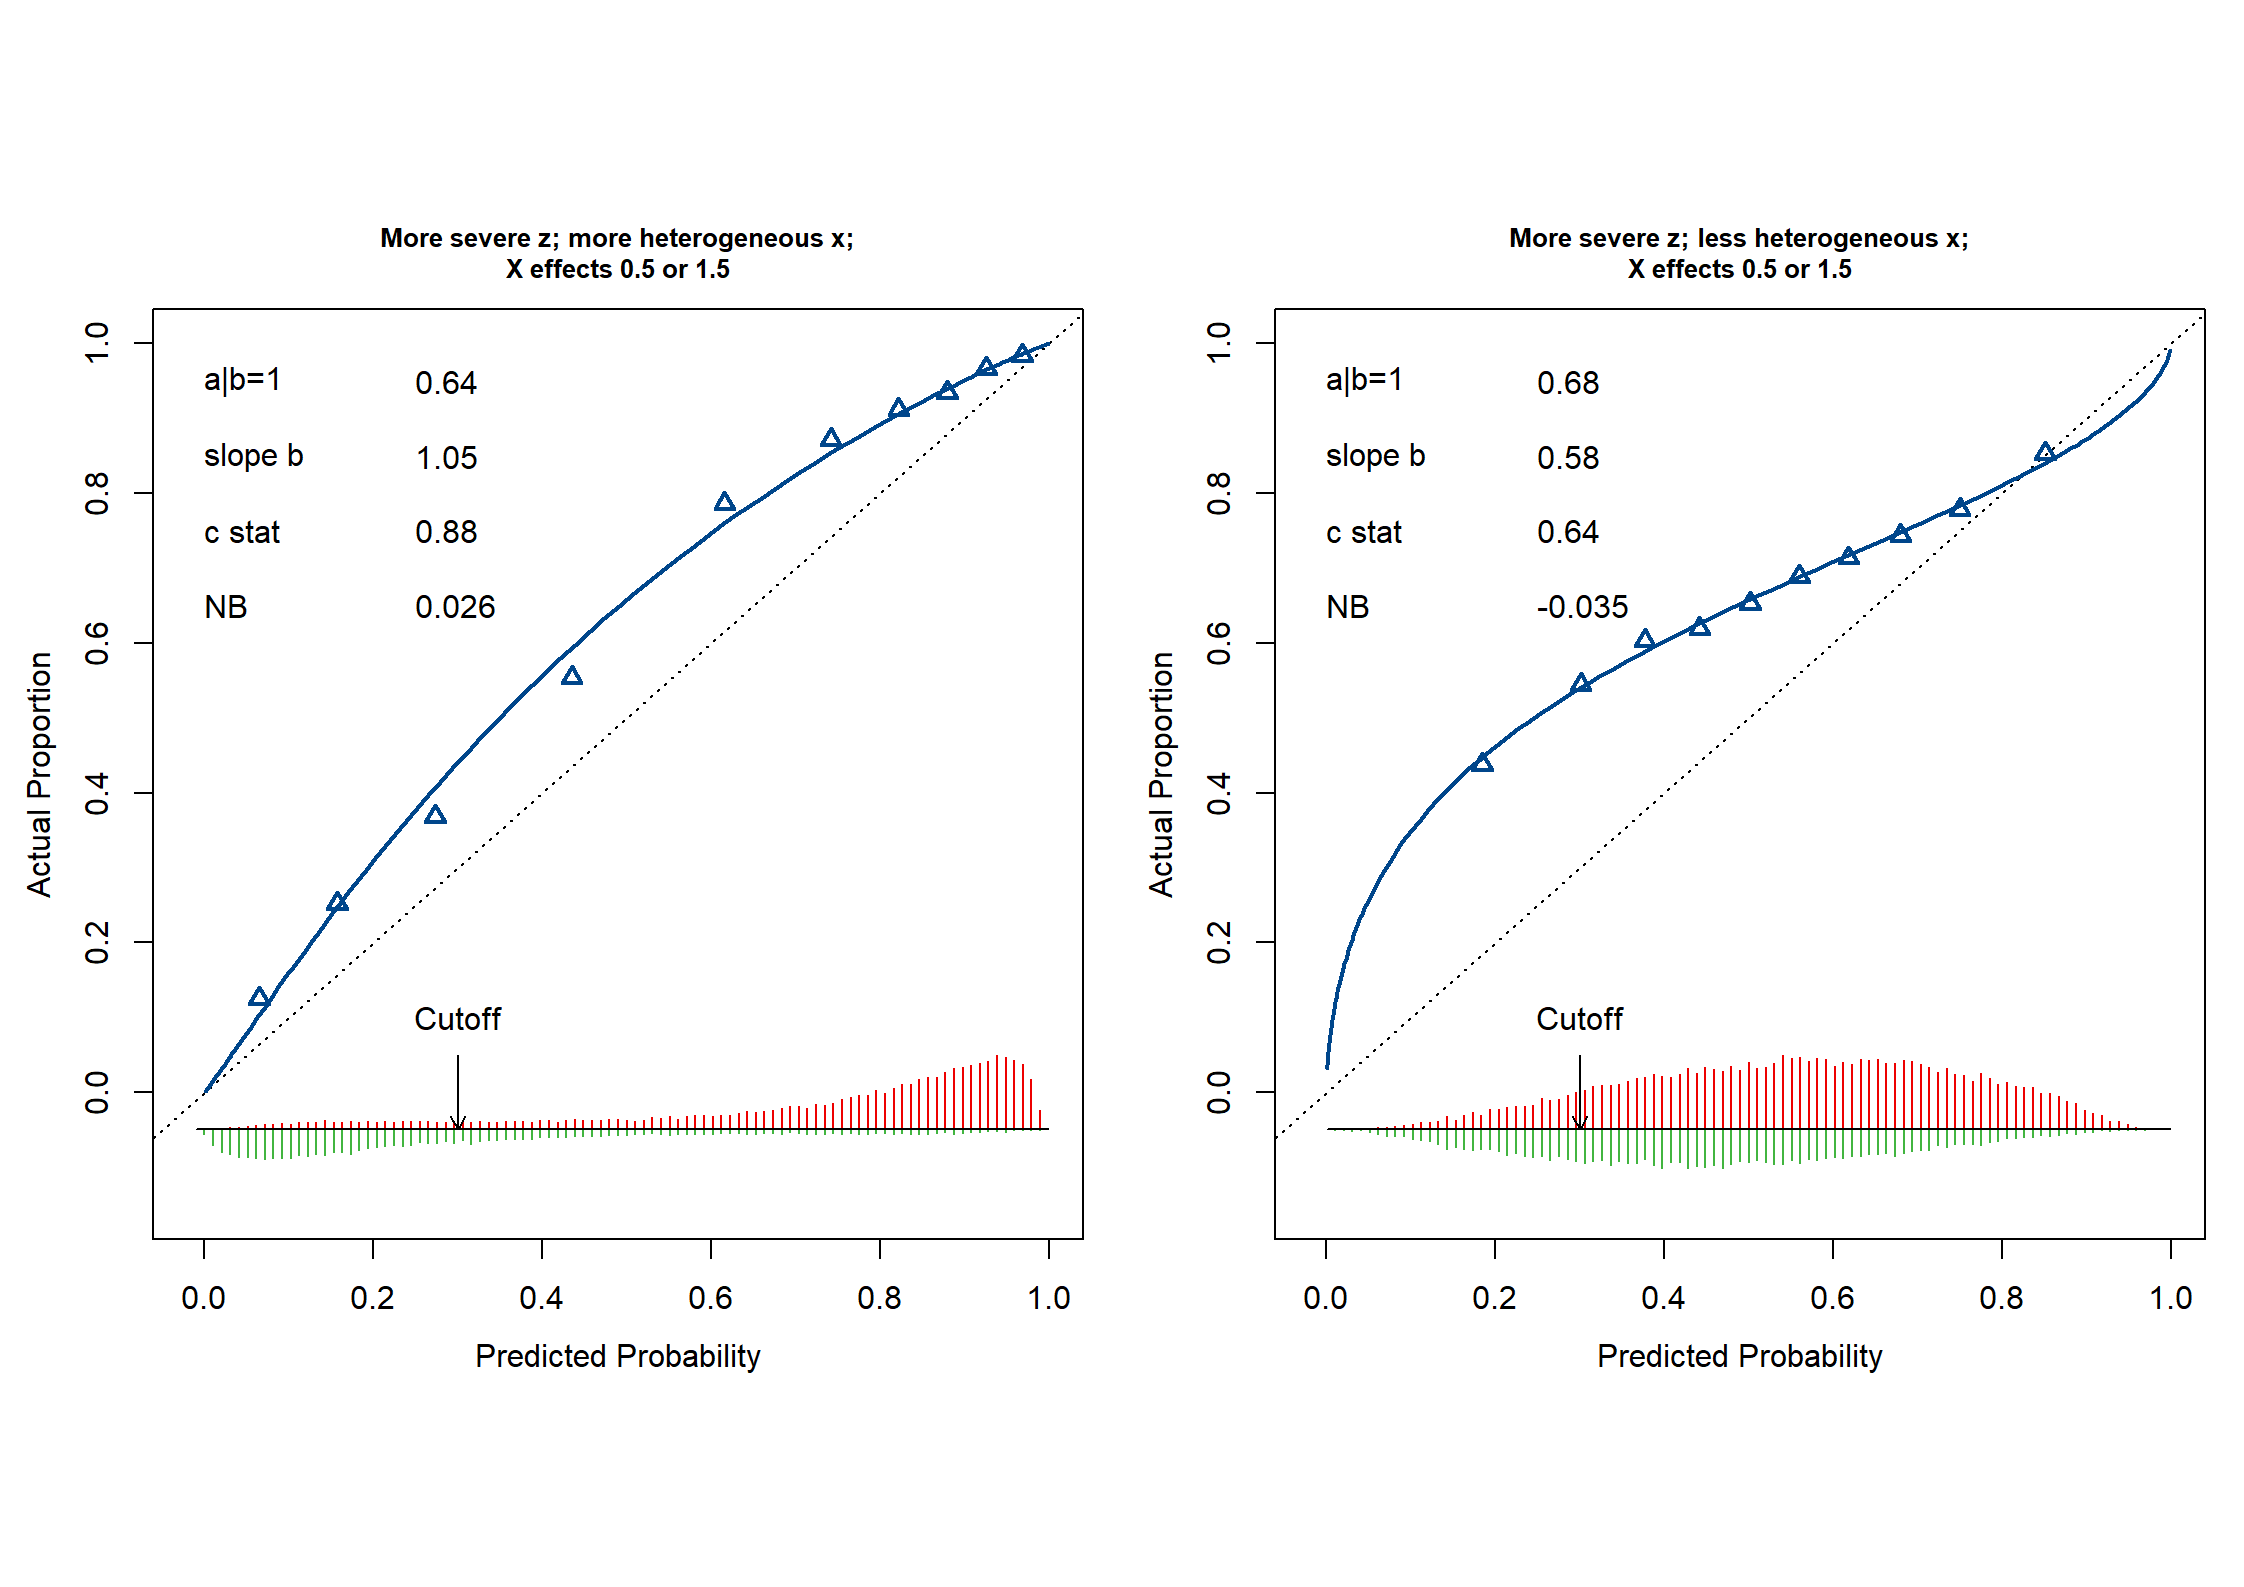 More severe z; more heterogeneous x;
X effects 0.5 or 1.5
a|b=1 0.64
slope b 1.05
c stat 0.88
NB 0.026
Cutoff
1.0
0.8
0.6
0.4
0.2
0.0
Actual Proportion
0.0 0.2 0.4 0.6 0.8 1.0
Predicted Probability
More severe z; less heterogeneous x;
X effects 0.5 or 1.5
a|b=1 0.68
slope b 0.58
c stat 0.64
NB -0.035
Cutoff
1.0
0.8
0.6
0.4
0.2
0.0
Actual Proportion
0.0 0.2 0.4 0.6 0.8 1.0
Predicted Probability